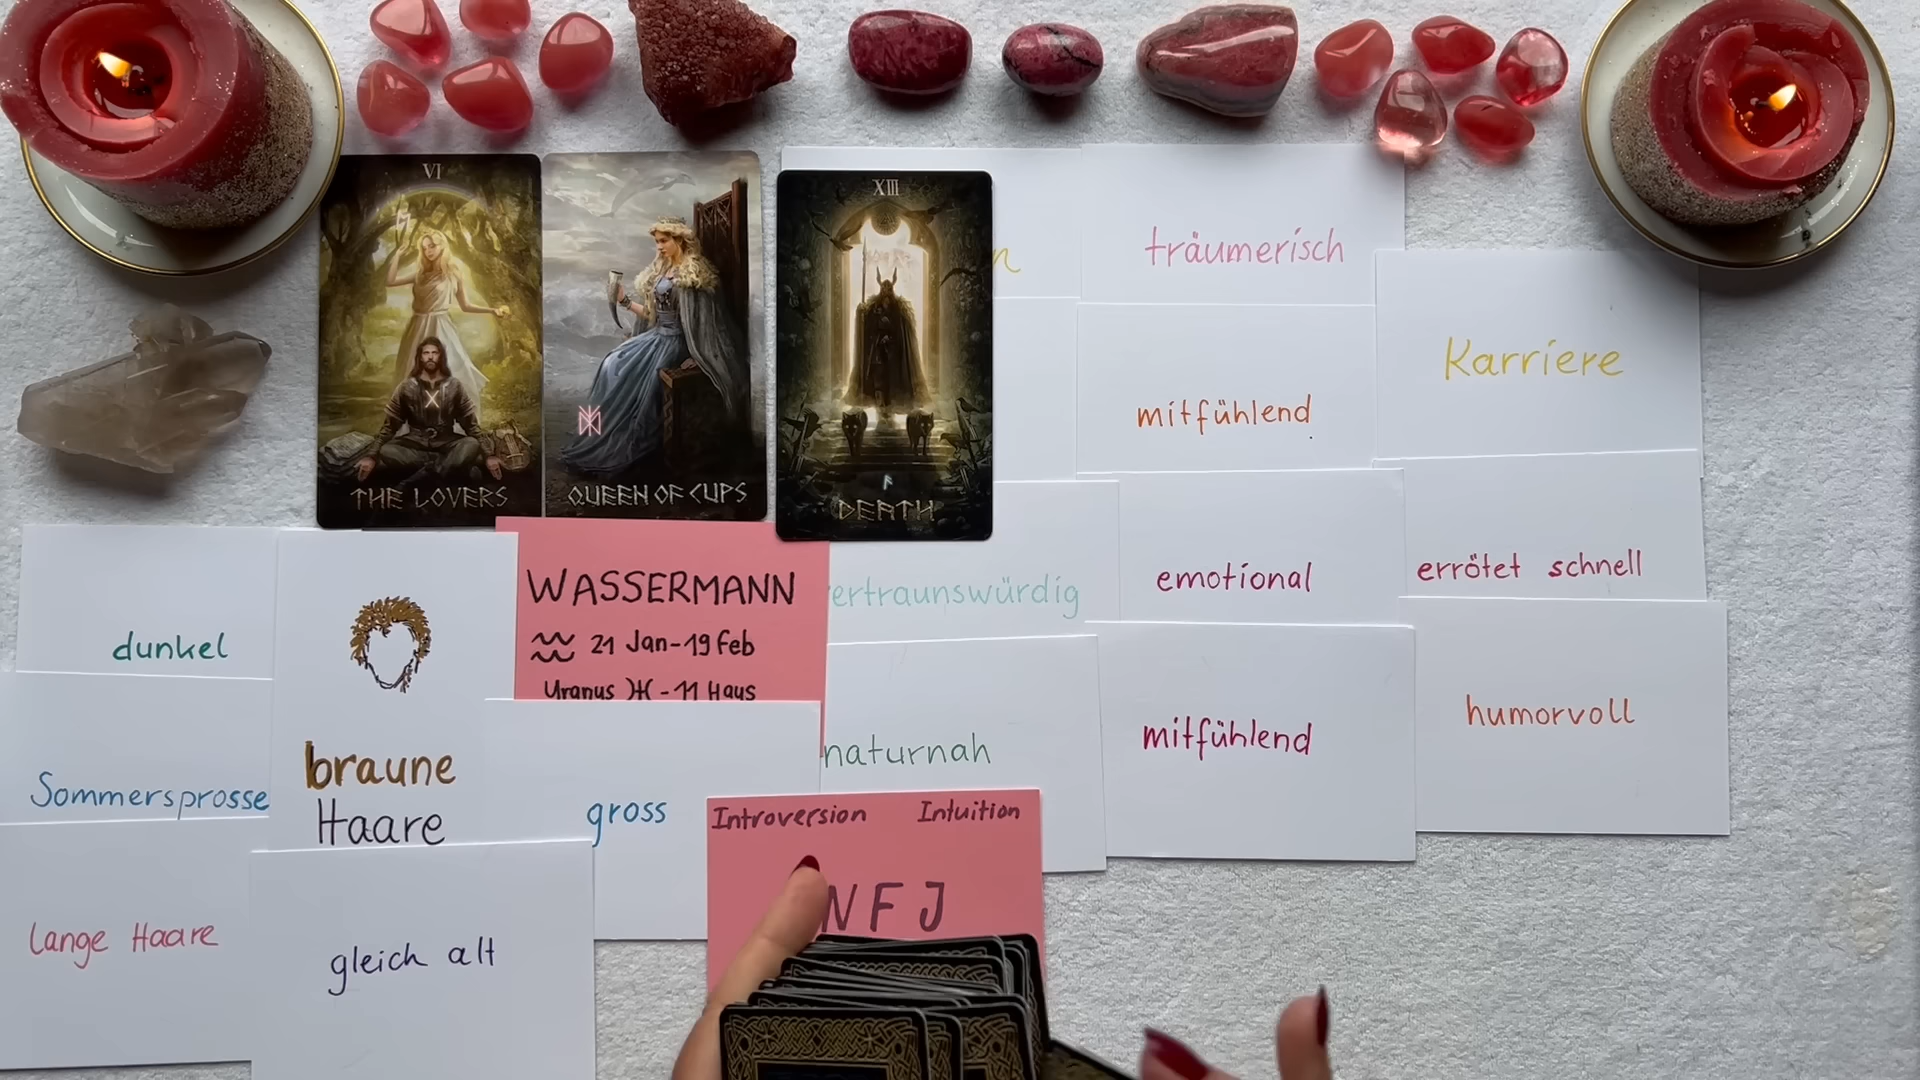 VI
THE LOVERS
QUEEN OF CUPS
XIII
DEATH
träumerisch
Karriere
mitfühlend
emotional
errötet schnell
ertraunswürdig
humorvoll
mitfühlend
naturnah
WASSERMANN
21 Jan-19 Feb
Uranus - 11 Haus
dunkel
braune
Haare
Sommersprosse
gross
Introversion Intuition
NFJ
lange Haare
gleich alt